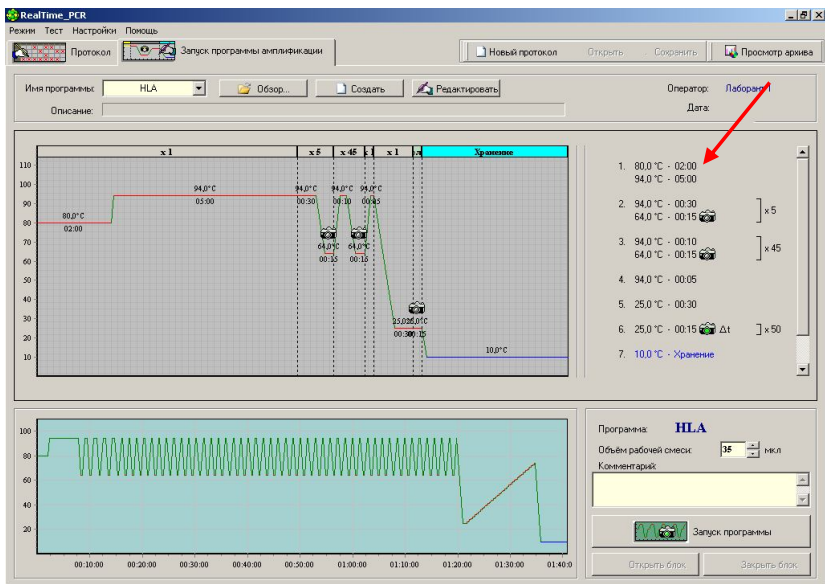 RealTime_PCR
Режим Тест Настройки Помощь
Протокол Запуск программы амплификации Новый протокол Открыть Сохранить Просмотр архива
Имя программы: HLA Обзор... Создать Редактировать Оператор:
Описание: Дата:
x 1 x 5 x 45 x 1 x 1 Хранение
110
100
90
80
70
60
50
40
30
20
10
80,0°C
02:00
94,0°C
05:00
94,0°C
00:30
64,0°C
00:15
94,0°C
00:10
64,0°C
00:15
94,0°C
25,0
10,0°C
1. 80,0 °C - 02:00
94,0 °C - 05:00
2. 94,0 °C - 00:30
64,0 °C - 00:15
x 5
3. 94,0 °C - 00:10
64,0 °C - 00:15
x 45
4. 94,0 °C - 00:05
5. 25,0 °C - 00:30
6. 25,0 °C - 00:15 Δt ] x 50
7. 10,0 °C - Хранение
100
80
60
40
20
00:10:00 00:20:00 00:30:00 00:40:00 00:50:00 01:00:00 01:10:00 01:20:00 01:30:00 01:40:0
Программа: HLA
Объём рабочей смеси: 35 мкл
Комментарий:
Запуск программы
Открыть блок Закрыть блок